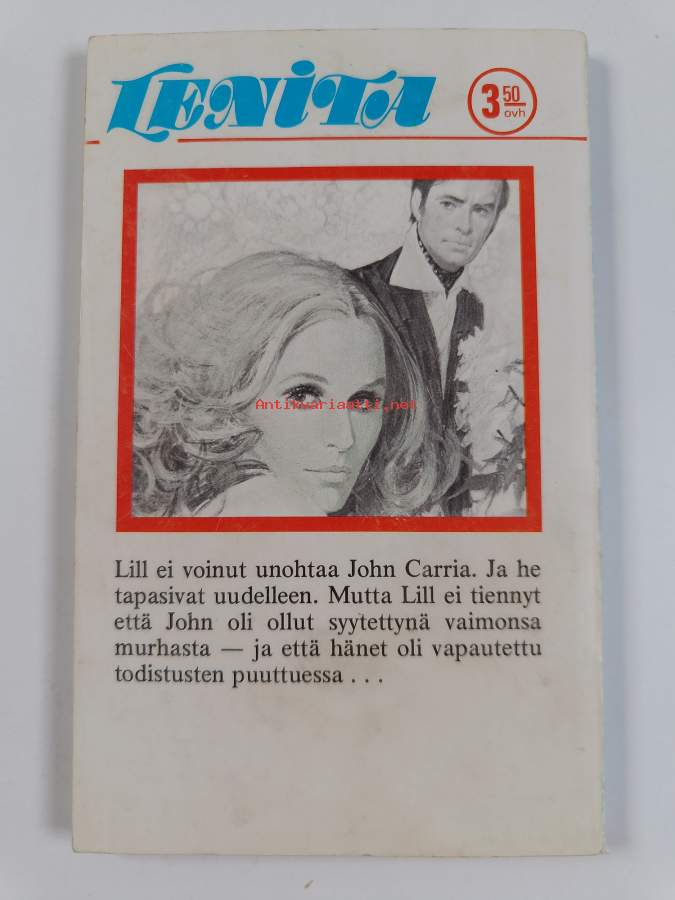 LENITA
3 50
ovh
Antikvariaatti.net
Lill ei voinut unohtaa John Carria. Ja he
tapasivat uudelleen. Mutta Lill ei tiennyt
että John oli ollut syytettynä vaimonsa
murhasta — ja että hänet oli vapautettu
todistusten puuttuessa . . .